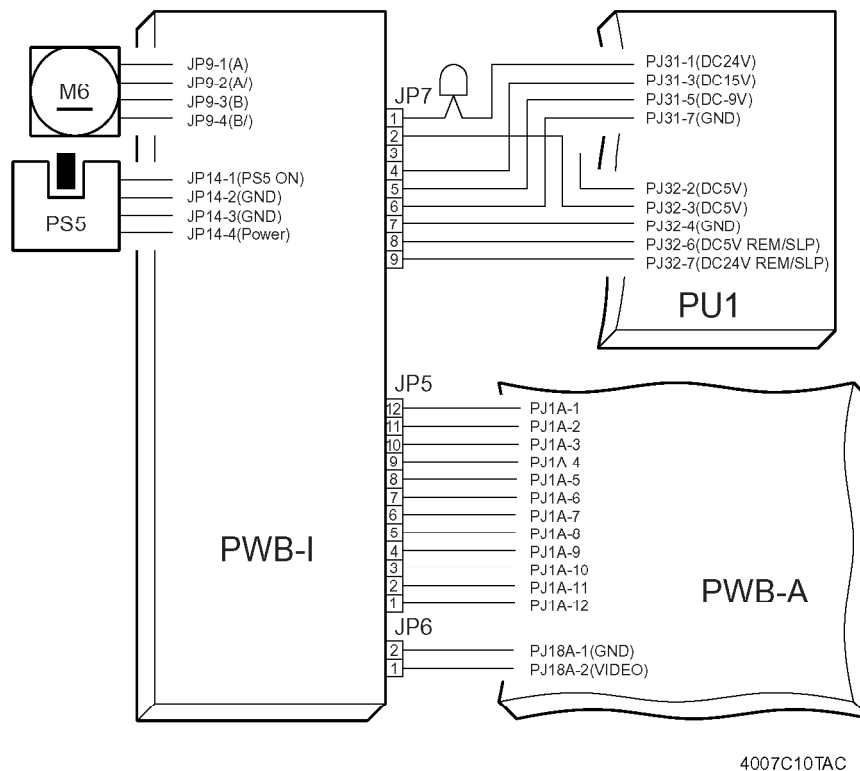 M6
JP9-1(A)
JP9-2(A/)
JP9-3(B)
JP9-4(B/)
PS5
JP14-1(PS5 ON)
JP14-2(GND)
JP14-3(GND)
JP14-4(Power)
PWB-I
JP7
1
2
3
4
5
6
7
8
9
PJ31-1(DC24V)
PJ31-3(DC15V)
PJ31-5(DC-9V)
PJ31-7(GND)
PJ32-2(DC5V)
PJ32-3(DC5V)
PJ32-4(GND)
PJ32-6(DC5V REM/SLP)
PJ32-7(DC24V REM/SLP)
PU1
JP5
12
11
10
9
8
7
6
5
4
3
2
1
PJ1A-1
PJ1A-2
PJ1A-3
PJ1A 4
PJ1A-5
PJ1A-6
PJ1A-7
PJ1A-8
PJ1A-9
PJ1A-10
PJ1A-11
PJ1A-12
PWB-A
JP6
2
1
PJ18A-1(GND)
PJ18A-2(VIDEO)
4007C10TAC